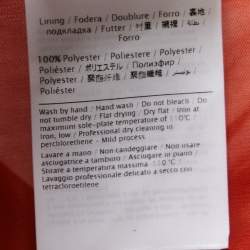 Lining / Fodera / Doublure / Forro / 裏地
/ подкладка / Futter / 衬里 / 襯裡 /
/ Forro
100% Polyester / Poliestere / Polyester /
Poliéster / ポリエステル / Полиэфир /
Polyester / 聚酯纤维 / 聚酯纖維 /
Poliéster
Wash by hand / Hand wash / Do not bleach / Do
not tumble dry / Flat drying / Dry flat / Iron at
maximum sole-plate temperature of 110°C /
Iron, low / Professional dry cleaning in
perchlorethene - Mild process
Lavare a mano / Non candeggiare / Non usare
asciugatrice a tamburo / Asciugare in piano /
Stirare a temperatura massima 110°C /
Lavaggio professionale delicato a secco con
tetracloroetilene